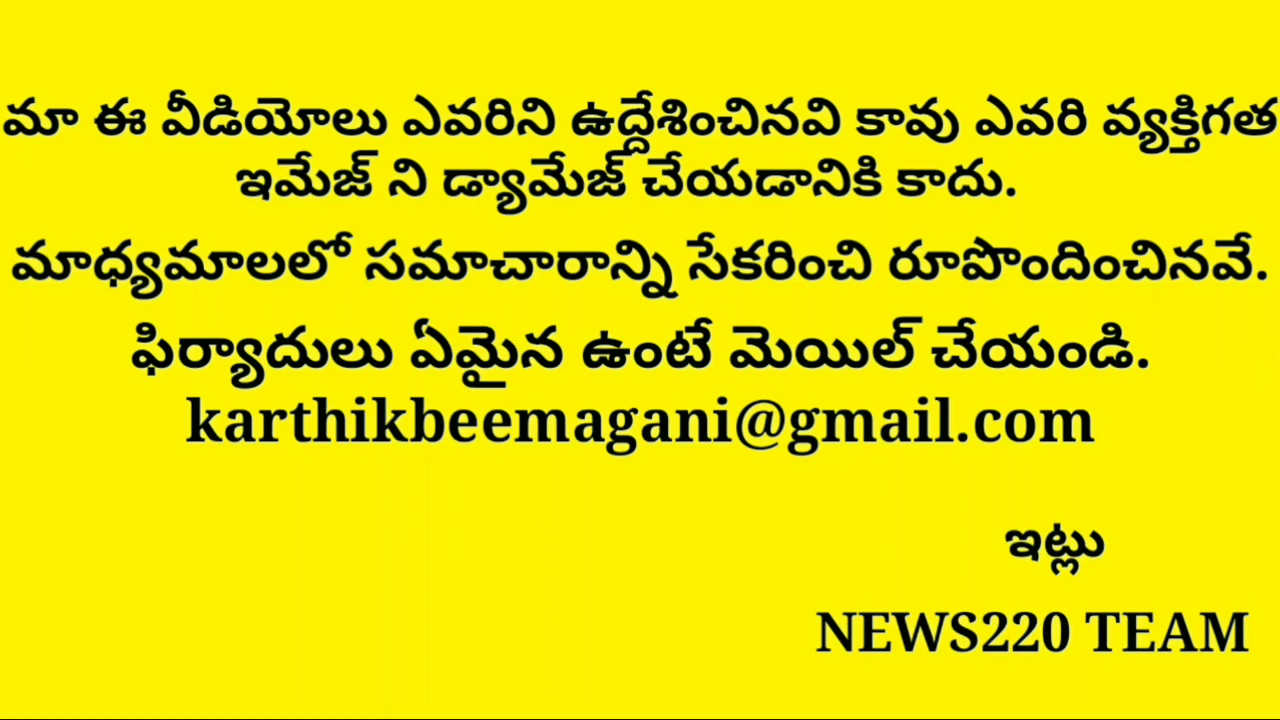 మా ఈ వీడియోలు ఎవరిని ఉద్దేశించినవి కావు ఎవరి వ్యక్తిగత
ఇమేజ్ ని డ్యామేజ్ చేయడానికి కాదు.
మాధ్యమాలలో సమాచారాన్ని సేకరించి రూపొందించినవే.
ఫిర్యాదులు ఏమైన ఉంటే మెయిల్ చేయండి.
karthikbeemagani@gmail.com
ఇట్లు
NEWS220 TEAM